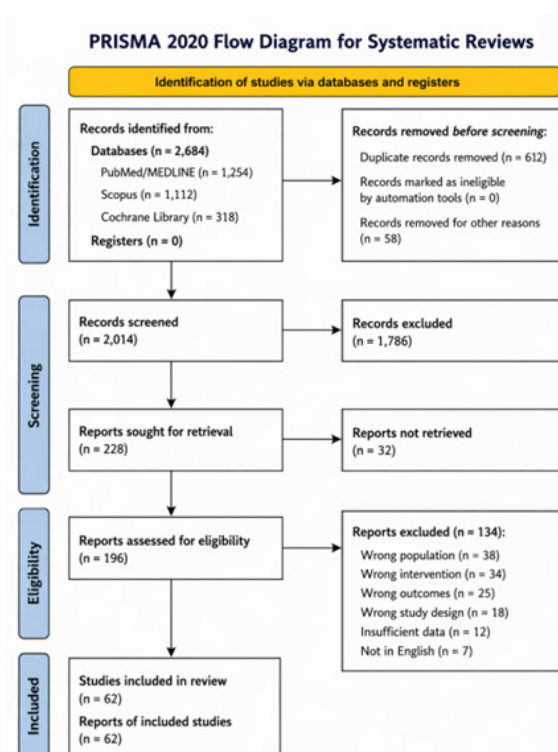 PRISMA 2020 Flow Diagram for Systematic Reviews
Identification of studies via databases and registers
Identification
Records identified from:
Databases (n = 2,684)
PubMed/MEDLINE (n = 1,254)
Scopus (n = 1,112)
Cochrane Library (n = 318)
Registers (n = 0)
Records removed before screening:
Duplicate records removed (n = 612)
Records marked as ineligible
by automation tools (n = 0)
Records removed for other reasons
(n = 58)
Screening
Records screened
(n = 2,014)
Records excluded
(n = 1,786)
Reports sought for retrieval
(n = 228)
Reports not retrieved
(n = 32)
Eligibility
Reports assessed for eligibility
(n = 196)
Reports excluded (n = 134):
Wrong population (n = 38)
Wrong intervention (n = 34)
Wrong outcomes (n = 25)
Wrong study design (n = 18)
Insufficient data (n = 12)
Not in English (n = 7)
Included
Studies included in review
(n = 62)
Reports of included studies
(n = 62)